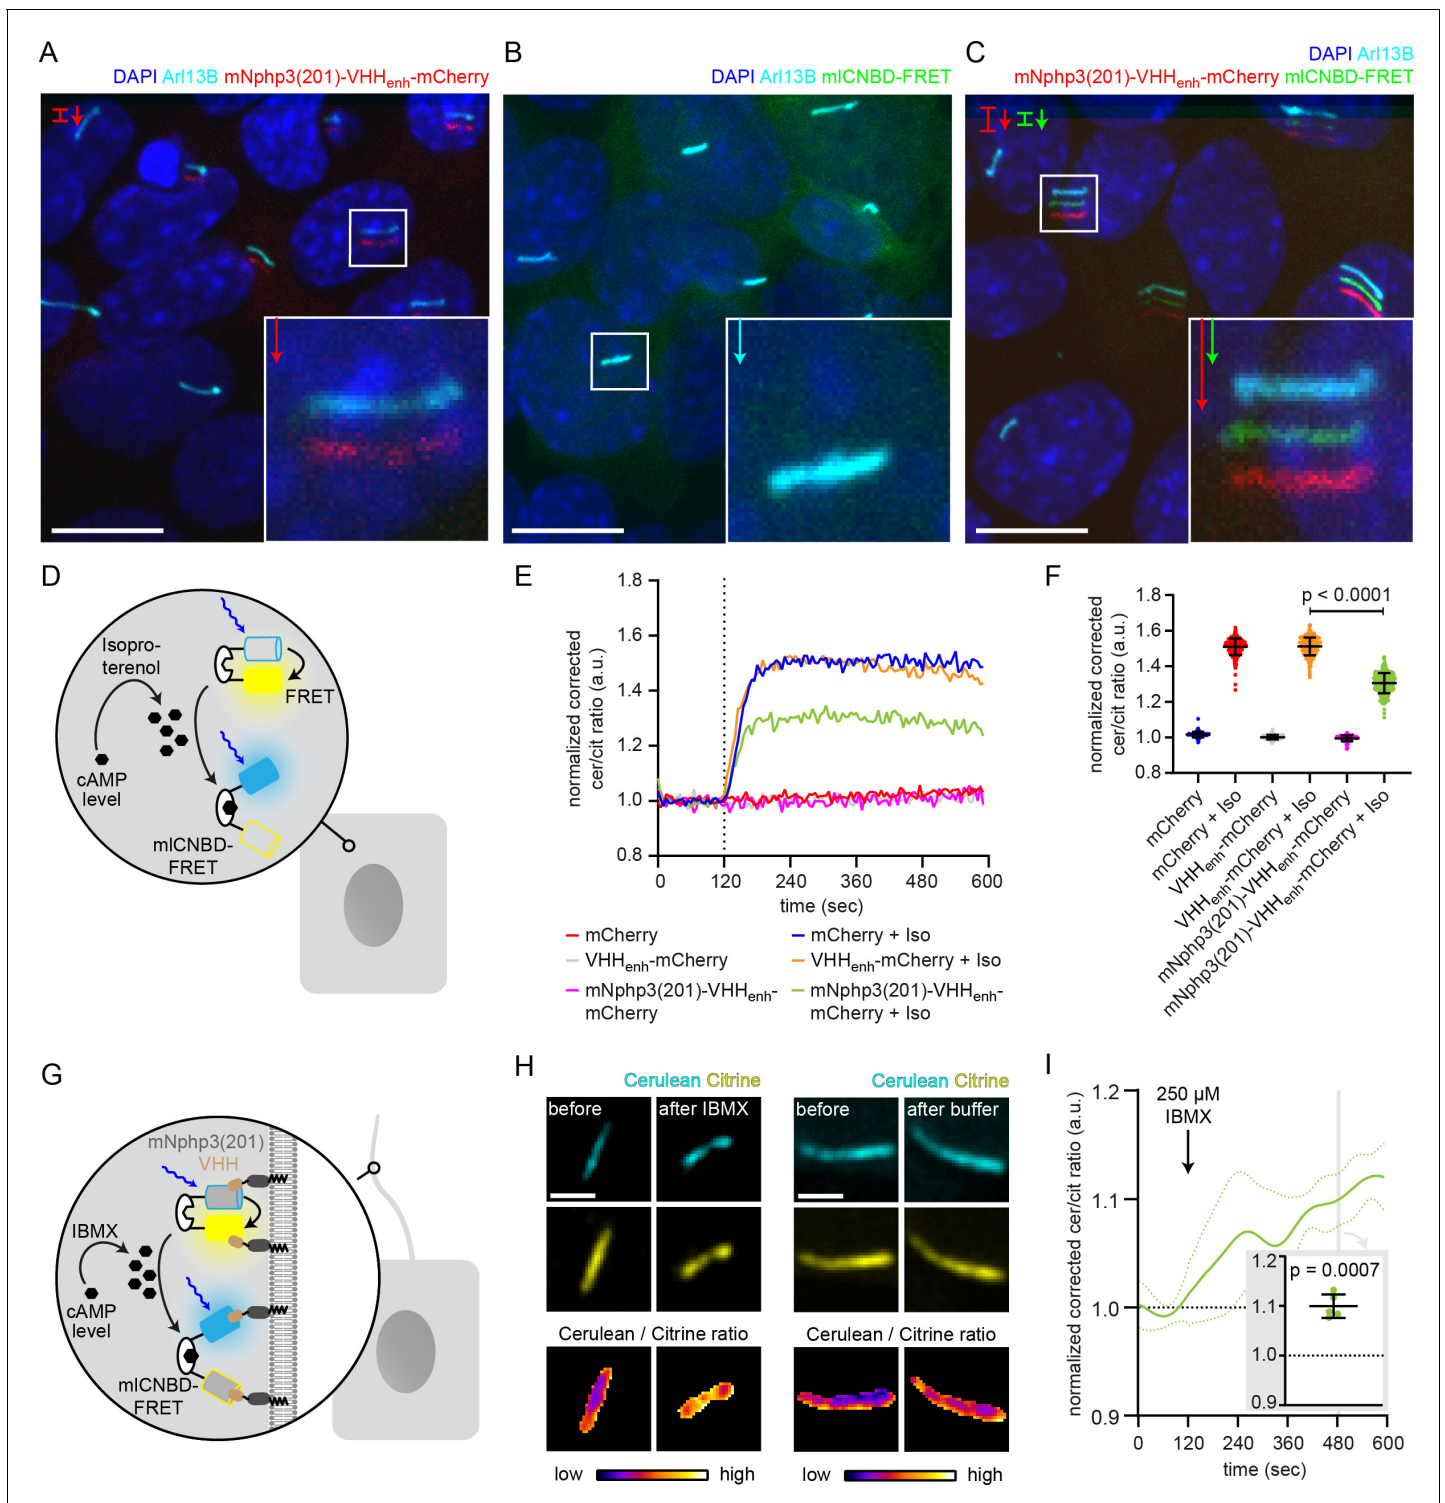 A
DAPI Arl13B mNphp3(201)-VHHenh-mCherry
B
DAPI Arl13B mlCNBD-FRET
C
DAPI Arl13B
mNphp3(201)-VHHenh-mCherry mlCNBD-FRET
D
Isopro-
terenol
FRET
cAMP
level
mlCNBD-
FRET
E
normalized corrected
cer/cit ratio (a.u.)
1.8
1.6
1.4
1.2
1.0
0.8
0
120
240
360
480
600
time (sec)
mCherry
mCherry + Iso
VHHenh-mCherry
VHHenh-mCherry + Iso
mNphp3(201)-VHHenh-
mCherry
mNphp3(201)-VHHenh-
mCherry + Iso
F
normalized corrected
cer/cit ratio (a.u.)
1.8
1.6
1.4
1.2
1.0
0.8
p < 0.0001
mCherry
mCherry + Iso
VHHenh-mCherry
VHHenh-mCherry + Iso
mNphp3(201)-VHHenh-mCherry
mNphp3(201)-VHHenh-mCherry + Iso
G
mNphp3(201)
VHH
IBMX
cAMP
level
mlCNBD-
FRET
H
Cerulean Citrine
before
after IBMX
Cerulean / Citrine ratio
low
high
Cerulean Citrine
before
after buffer
Cerulean / Citrine ratio
low
high
I
normalized corrected cer/cit ratio (a.u.)
1.2
1.1
1.0
0.9
250 µM
IBMX
1.2
1.1
1.0
0.9
p = 0.0007
0
120
240
360
480
600
time (sec)